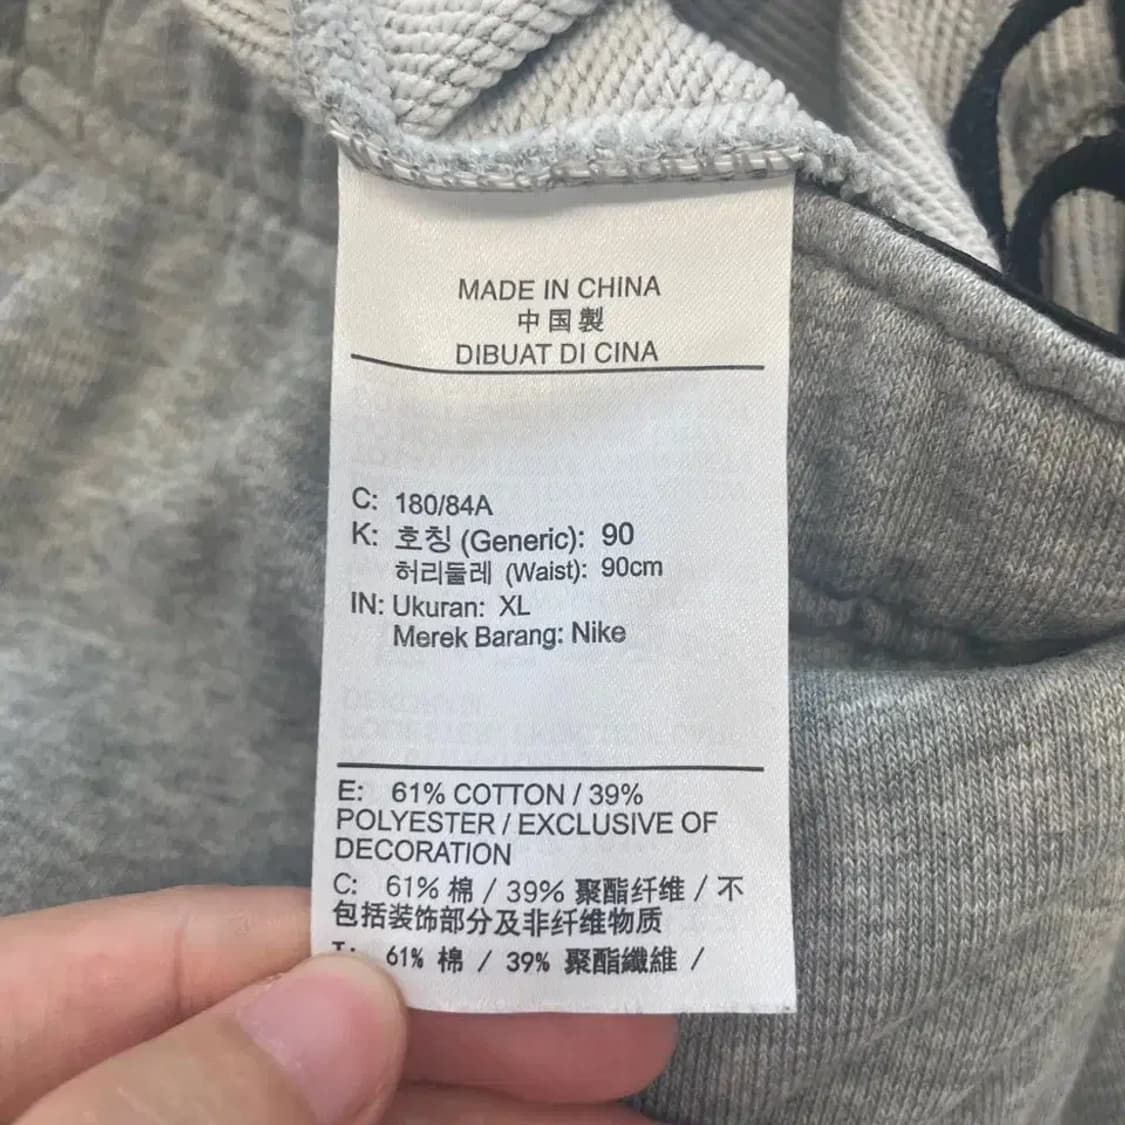 MADE IN CHINA
中国製
DIBUAT DI CINA
C: 180/84A
K: 호칭 (Generic): 90
허리둘레 (Waist): 90cm
IN: Ukuran: XL
Merek Barang: Nike
E: 61% COTTON / 39%
POLYESTER / EXCLUSIVE OF
DECORATION
C: 61% 棉 / 39% 聚酯纤维 / 不
包括装饰部分及非纤维物质
61% 棉 / 39% 聚酯纖維 /